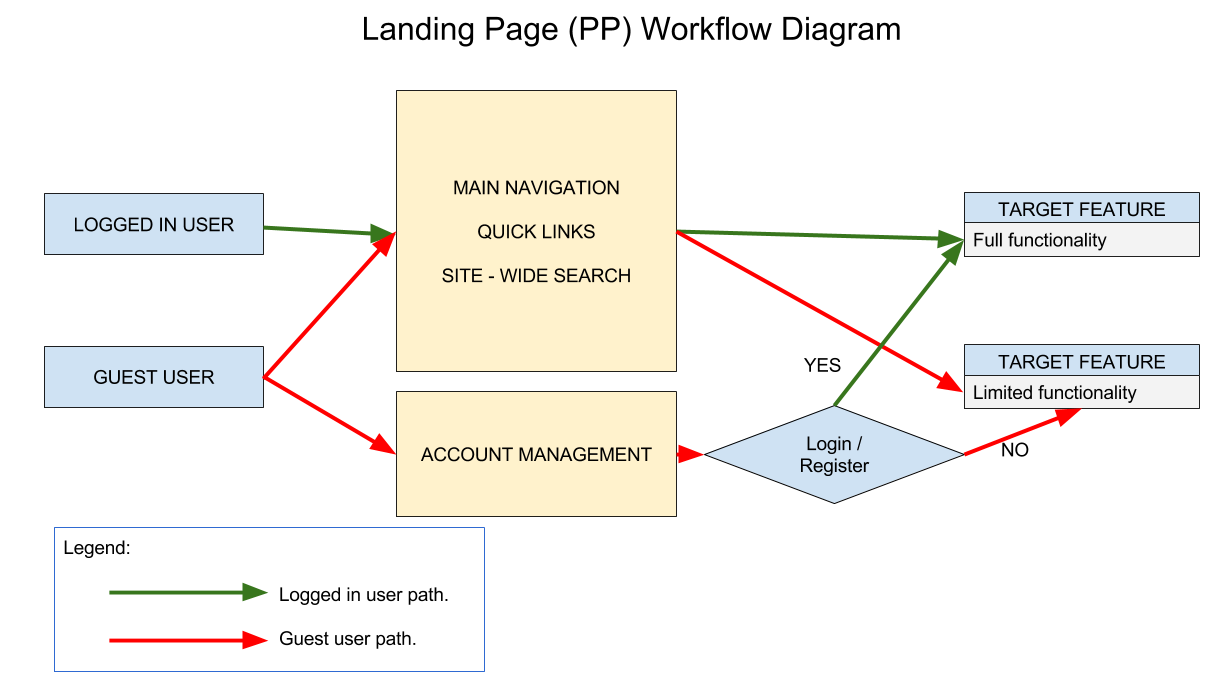 Landing Page (PP) Workflow Diagram
MAIN NAVIGATION
QUICK LINKS
SITE - WIDE SEARCH
LOGGED IN USER
TARGET FEATURE
Full functionality
GUEST USER
YES
TARGET FEATURE
Limited functionality
ACCOUNT MANAGEMENT
Login /
Register
NO
Legend:
Logged in user path.
Guest user path.